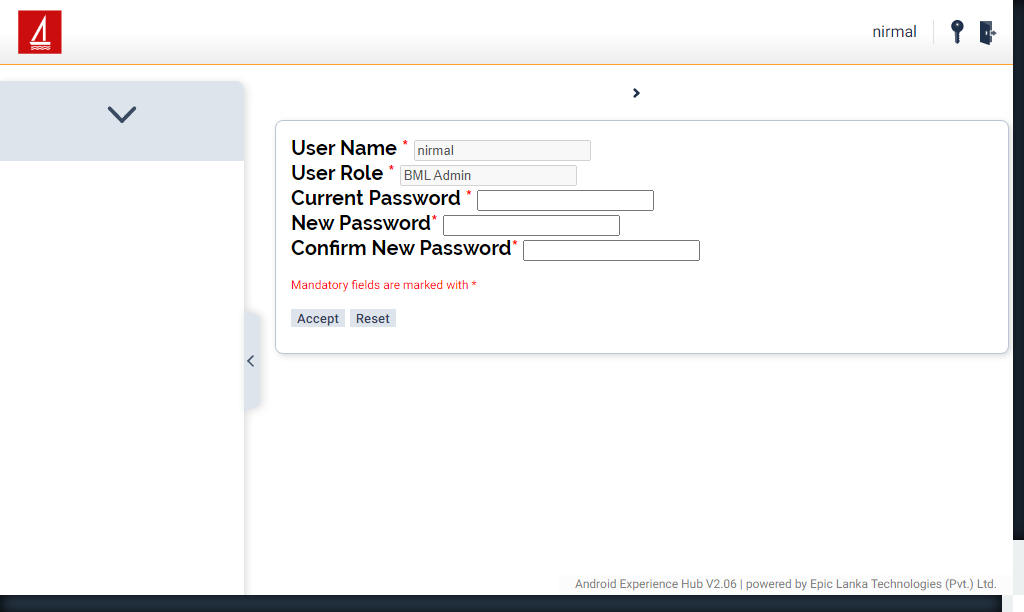 nirmal
User Name * nirmal
User Role * BML Admin
Current Password *
New Password*
Confirm New Password*
Mandatory fields are marked with *
Accept Reset
Android Experience Hub V2.06 | powered by Epic Lanka Technologies (Pvt.) Ltd.